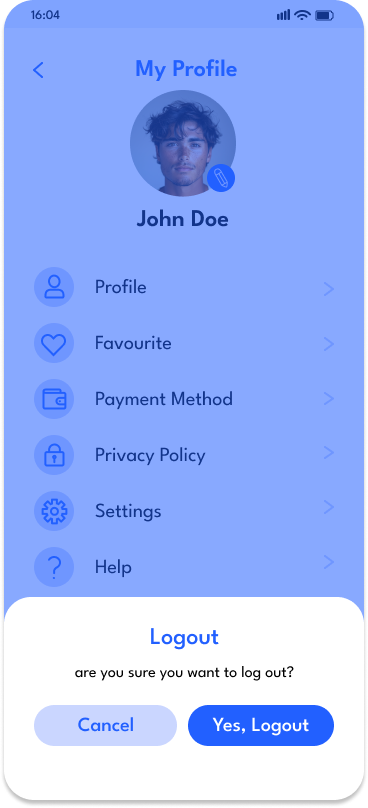 16:04
My Profile
John Doe
Profile
Favourite
Payment Method
Privacy Policy
Settings
Help
Logout
are you sure you want to log out?
Cancel
Yes, Logout